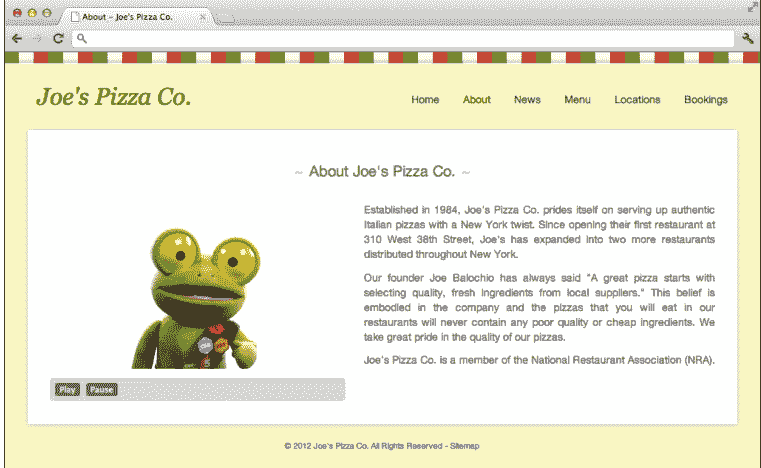 About – Joe's Pizza Co.
Joe's Pizza Co.
Home About News Menu Locations Bookings
~ About Joe's Pizza Co. ~
Established in 1984, Joe's Pizza Co. prides itself on serving up authentic
Italian pizzas with a New York twist. Since opening their first restaurant at
310 West 38th Street, Joe's has expanded into two more restaurants
distributed throughout New York.
Our founder Joe Balochio has always said "A great pizza starts with
selecting quality, fresh ingredients from local suppliers." This belief is
embodied in the company and the pizzas that you will eat in our
restaurants will never contain any poor quality or cheap ingredients. We
take great pride in the quality of our pizzas.
Joe's Pizza Co. is a member of the National Restaurant Association (NRA).
Play Pause
© 2012 Joe's Pizza Co. All Rights Reserved - Sitemap